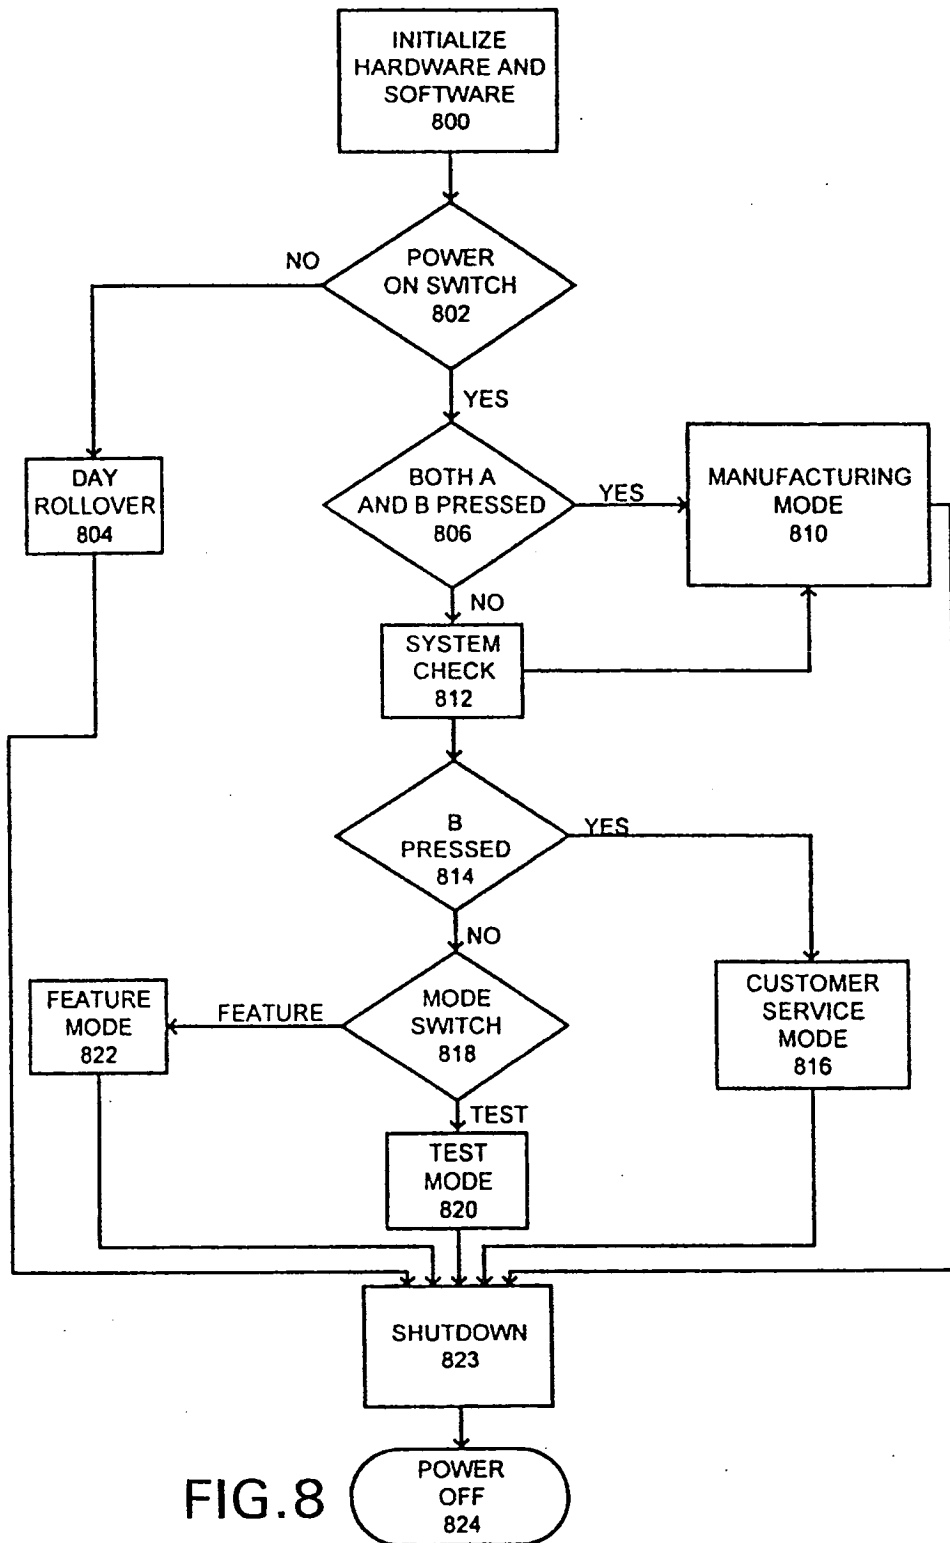 INITIALIZE
HARDWARE AND
SOFTWARE
800
NO
POWER
ON SWITCH
802
YES
DAY
ROLLOVER
804
BOTH A
AND B PRESSED
806
YES
MANUFACTURING
MODE
810
NO
SYSTEM
CHECK
812
B
PRESSED
814
YES
NO
FEATURE
MODE
822
FEATURE
MODE
SWITCH
818
CUSTOMER
SERVICE
MODE
816
TEST
TEST
MODE
820
SHUTDOWN
823
POWER
OFF
824
FIG.8